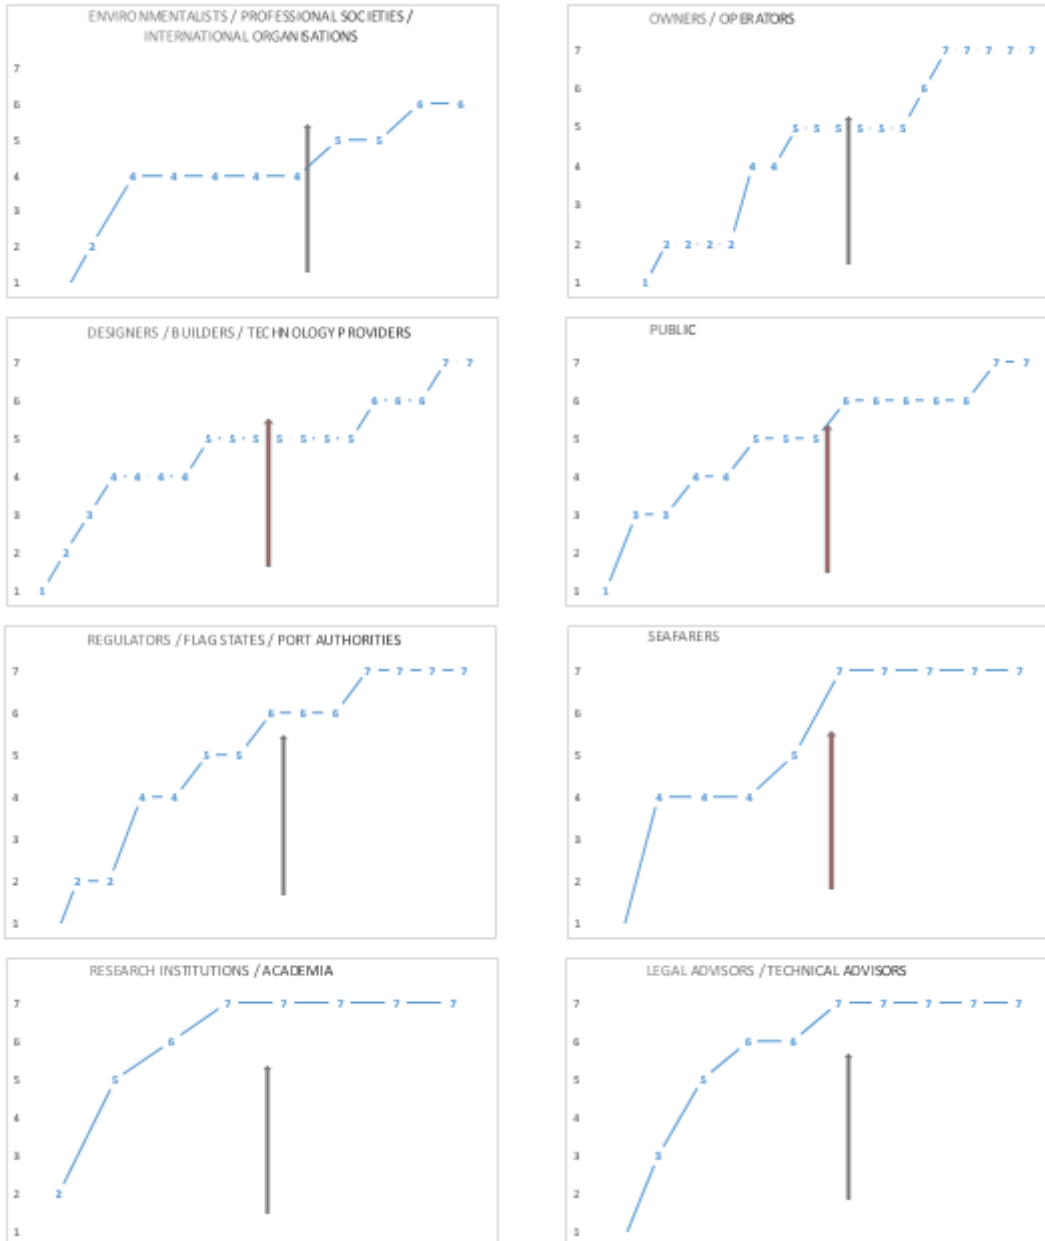 ENVIRONMENTALISTS / PROFESSIONAL SOCIETIES /
INTERNATIONAL ORGANISATIONS
7
6 6 6
5 5 5
4 4 4 4 4 4
3
2 2
1
OWNERS / OPERATORS
7 7 7 7 7 7
6 6
5 5 5 5 5 5 5
4 4 4
3
2 2 2 2 2
1 1
DESIGNERS / BUILDERS / TECHNOLOGY PROVIDERS
7 7 7
6 6 6 6
5 5 5 5 5 5 5 5
4 4 4 4 4
3 3
2 2
1 1
PUBLIC
7 7 7
6 6 6 6 6 6
5 5 5 5
4 4 4
3 3 3
2
1 1
REGULATORS / FLAG STATES / PORT AUTHORITIES
7 7 7 7 7
6 6 6 6
5 5 5
4 4 4
3
2 2 2
1
SEAFARERS
7 7 7 7 7 7
6
5 5
4 4 4 4
3
2
1
RESEARCH INSTITUTIONS / ACADEMIA
7 7 7 7 7 7
6 6
5 5
4
3
2 2
1
LEGAL ADVISORS / TECHNICAL ADVISORS
7 7 7 7 7 7
6 6 6
5 5
4
3 3
2
1